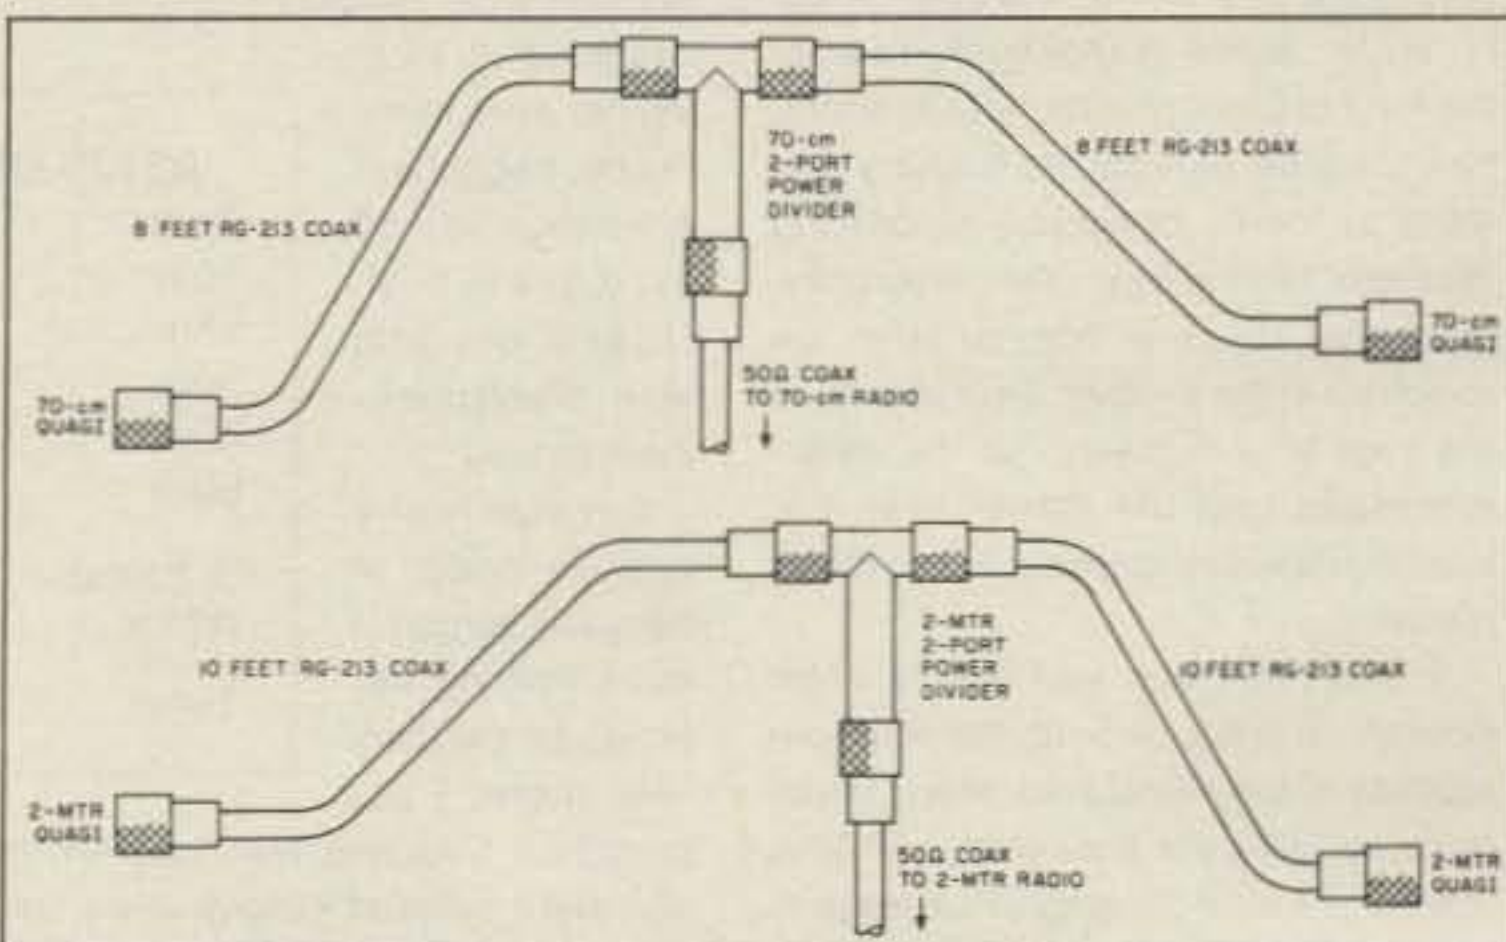 70-cm
2-PORT
POWER
DIVIDER
8 FEET RG-213 COAX
8 FEET RG-213 COAX
70-cm
QUAGI
50Ω COAX
TO 70-cm RADIO
70-cm
QUAGI
2-MTR
2-PORT
POWER
DIVIDER
10 FEET RG-213 COAX
10 FEET RG-213 COAX
2-MTR
QUAGI
50Ω COAX
TO 2-MTR RADIO
2-MTR
QUAGI